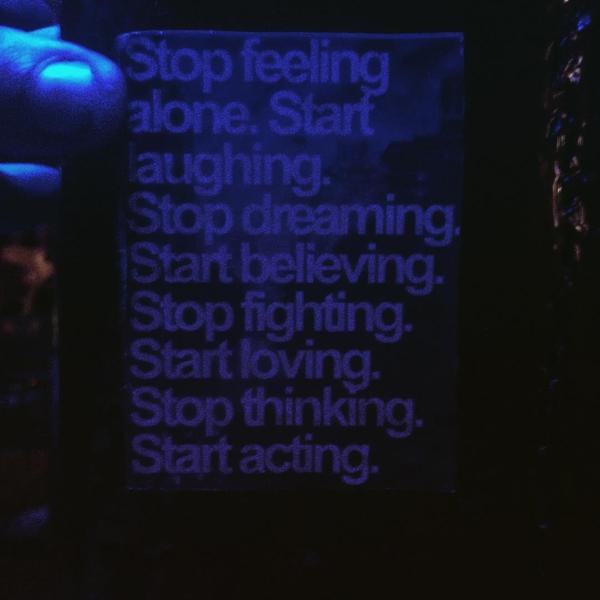 Stop feeling
alone. Start
laughing.
Stop dreaming.
Start believing.
Stop fighting.
Start loving.
Stop thinking.
Start acting.